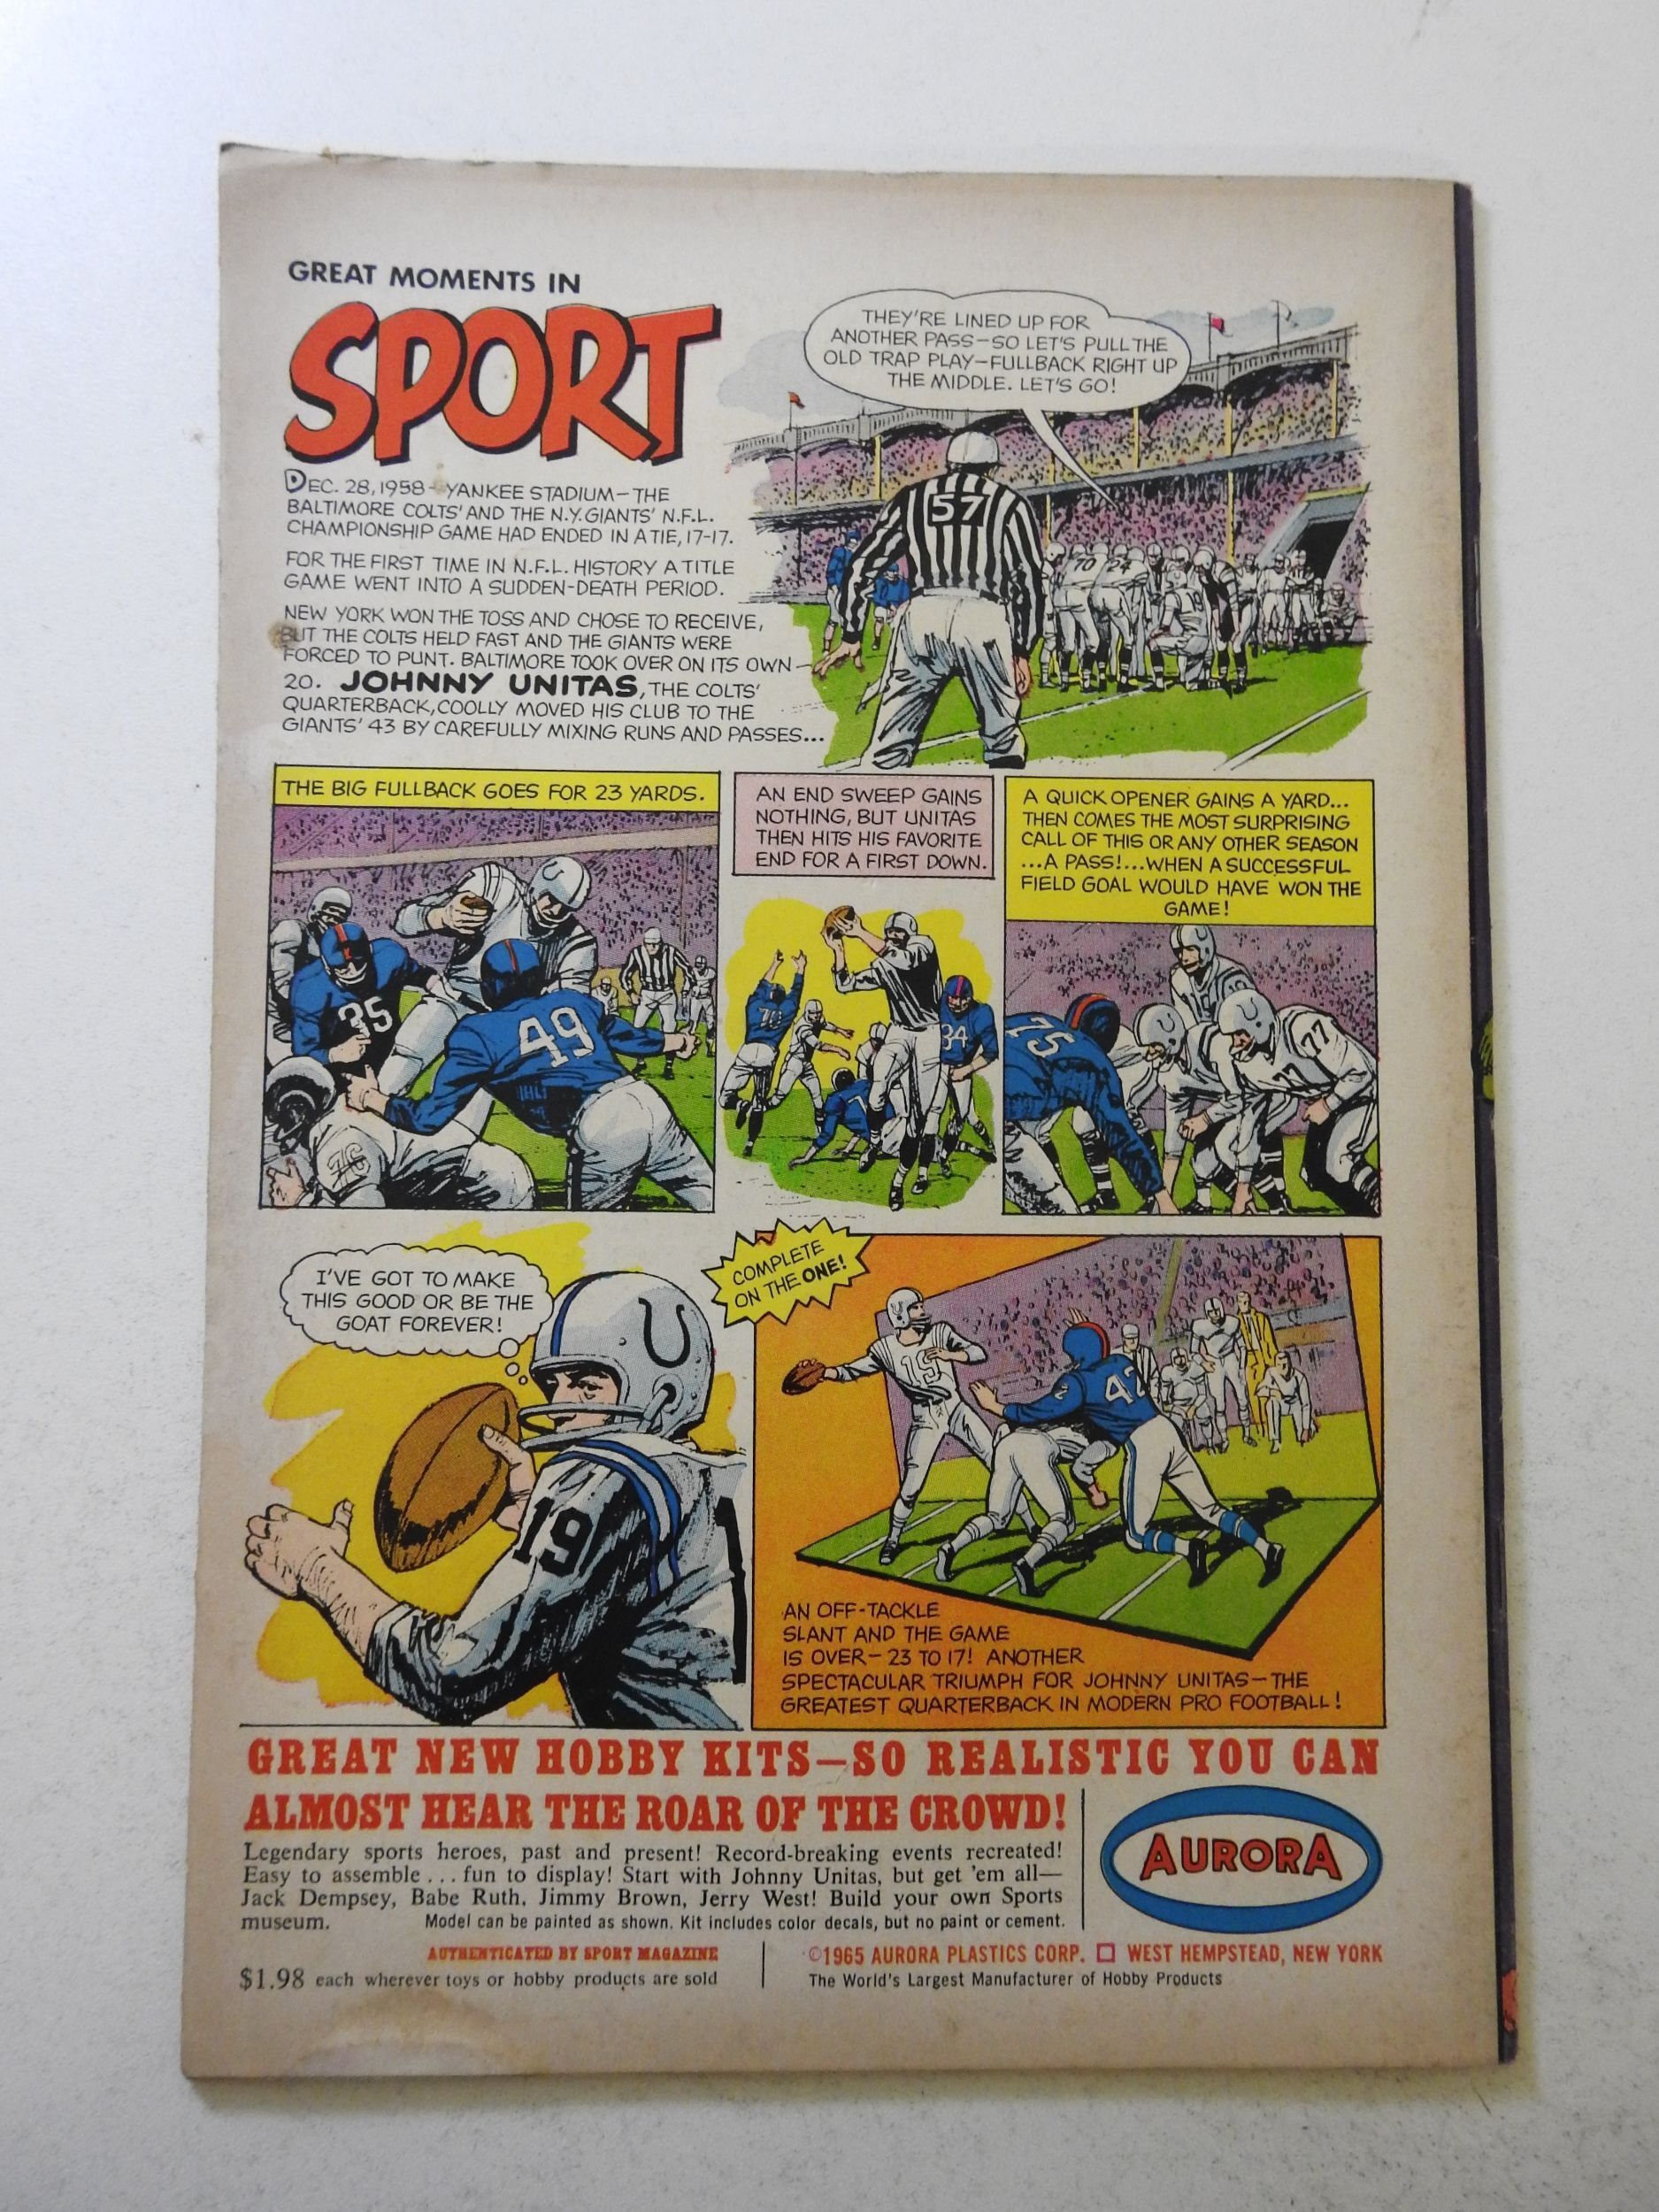 GREAT MOMENTS IN
SPORT
DEC. 28, 1958 - YANKEE STADIUM - THE
BALTIMORE COLTS' AND THE N.Y. GIANTS' N.F.L.
CHAMPIONSHIP GAME HAD ENDED IN A TIE, 17-17.
FOR THE FIRST TIME IN N.F.L. HISTORY A TITLE
GAME WENT INTO A SUDDEN-DEATH PERIOD.
NEW YORK WON THE TOSS AND CHOSE TO RECEIVE,
BUT THE COLTS HELD FAST AND THE GIANTS WERE
FORCED TO PUNT. BALTIMORE TOOK OVER ON ITS OWN
20. JOHNNY UNITAS, THE COLTS'
QUARTERBACK, COOLLY MOVED HIS CLUB TO THE
GIANTS' 43 BY CAREFULLY MIXING RUNS AND PASSES...
THEY'RE LINED UP FOR
ANOTHER PASS-SO LET'S PULL THE
OLD TRAP PLAY-FULLBACK RIGHT UP
THE MIDDLE. LET'S GO!
57
70 24
THE BIG FULLBACK GOES FOR 23 YARDS.
35
49
76
AN END SWEEP GAINS
NOTHING, BUT UNITAS
THEN HITS HIS FAVORITE
END FOR A FIRST DOWN.
70
84
A QUICK OPENER GAINS A YARD...
THEN COMES THE MOST SURPRISING
CALL OF THIS OR ANY OTHER SEASON
...A PASS!...WHEN A SUCCESSFUL
FIELD GOAL WOULD HAVE WON THE
GAME!
75
77
77
I'VE GOT TO MAKE
THIS GOOD OR BE THE
GOAT FOREVER!
19
COMPLETE
ON THE ONE!
19
42
AN OFF-TACKLE
SLANT AND THE GAME
IS OVER-23 TO 17! ANOTHER
SPECTACULAR TRIUMPH FOR JOHNNY UNITAS-THE
GREATEST QUARTERBACK IN MODERN PRO FOOTBALL!
GREAT NEW HOBBY KITS—SO REALISTIC YOU CAN
ALMOST HEAR THE ROAR OF THE CROWD!
Legendary sports heroes, past and present! Record-breaking events recreated!
Easy to assemble ... fun to display! Start with Johnny Unitas, but get 'em all—
Jack Dempsey, Babe Ruth, Jimmy Brown, Jerry West! Build your own Sports
museum. Model can be painted as shown. Kit includes color decals, but no paint or cement.
AURORA
AUTHENTICATED BY SPORT MAGAZINE
$1.98 each wherever toys or hobby products are sold
©1965 AURORA PLASTICS CORP. □ WEST HEMPSTEAD, NEW YORK
The World's Largest Manufacturer of Hobby Products